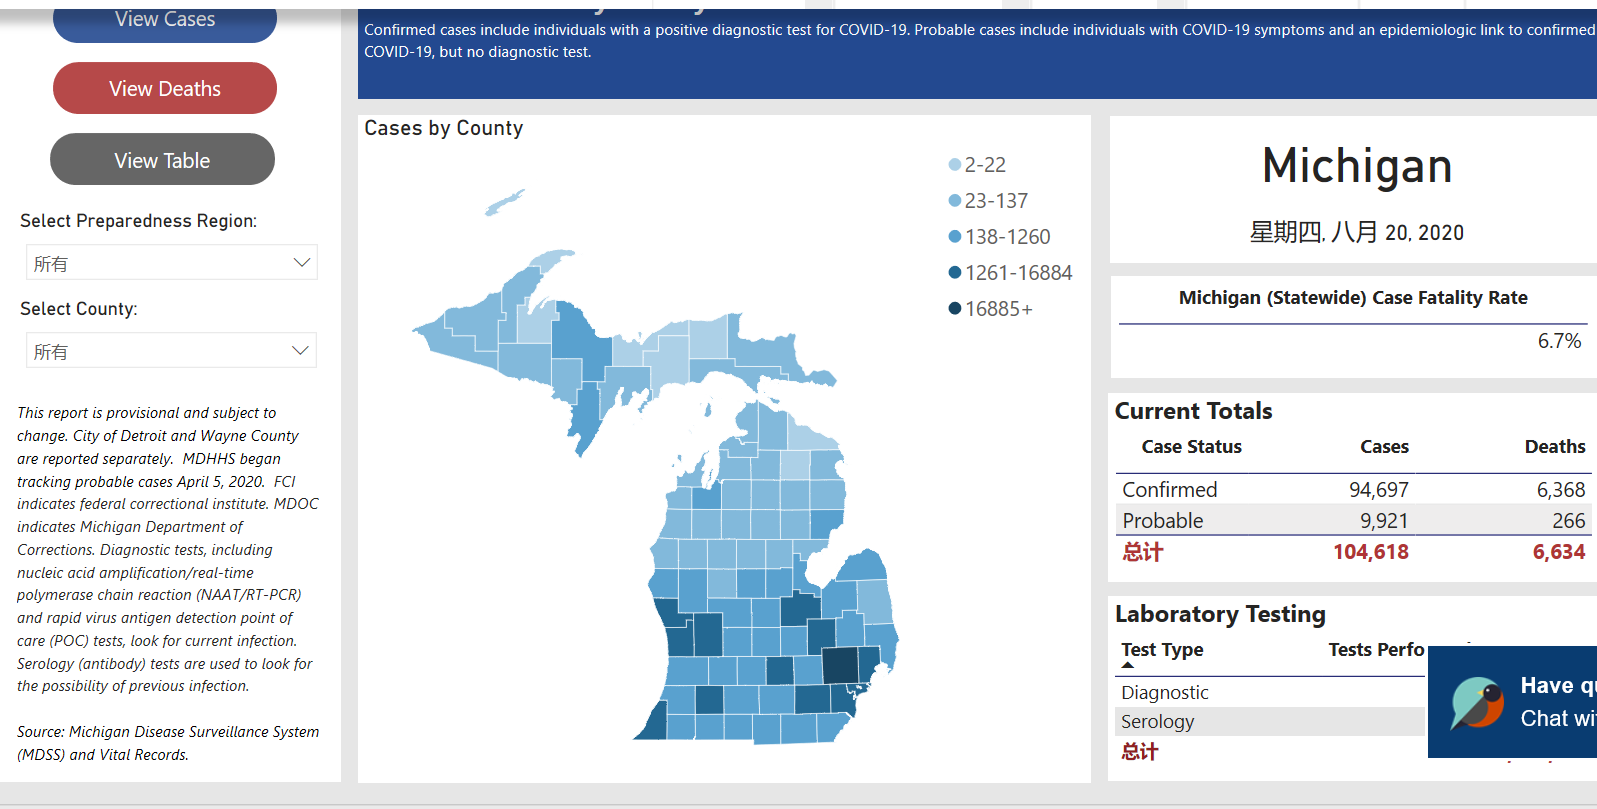 View Cases
View Deaths
View Table
Select Preparedness Region:
所有
Select County:
所有
This report is provisional and subject to
change. City of Detroit and Wayne County
are reported separately. MDHHS began
tracking probable cases April 5, 2020. FCI
indicates federal correctional institute. MDOC
indicates Michigan Department of
Corrections. Diagnostic tests, including
nucleic acid amplification/real-time
polymerase chain reaction (NAAT/RT-PCR)
and rapid virus antigen detection point of
care (POC) tests, look for current infection.
Serology (antibody) tests are used to look for
the possibility of previous infection.
Source: Michigan Disease Surveillance System
(MDSS) and Vital Records.
Confirmed cases include individuals with a positive diagnostic test for COVID-19. Probable cases include individuals with COVID-19 symptoms and an epidemiologic link to confirmed
COVID-19, but no diagnostic test.
Cases by County
2-22
23-137
138-1260
1261-16884
16885+
Michigan
星期四, 八月 20, 2020
Michigan (Statewide) Case Fatality Rate
6.7%
Current Totals
Case Status Cases Deaths
Confirmed 94,697 6,368
Probable 9,921 266
总计 104,618 6,634
Laboratory Testing
Test Type Tests Perfo
Diagnostic
Serology
总计
Have qu
Chat wi